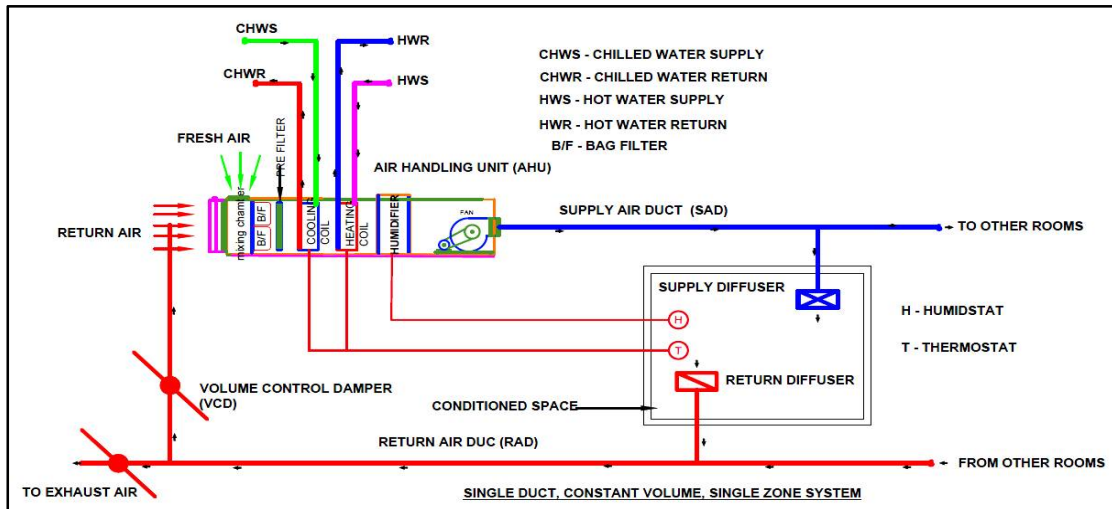 CHWS
HWR
CHWS - CHILLED WATER SUPPLY
CHWR
HWS
CHWR - CHILLED WATER RETURN
HWS - HOT WATER SUPPLY
HWR - HOT WATER RETURN
B/F - BAG FILTER
FRESH AIR
PRE FILTER
AIR HANDLING UNIT (AHU)
RETURN AIR
mixing chamber
B/F
B/F
COOLING
COIL
HEATING
COIL
HUMIDIFIER
FAN
SUPPLY AIR DUCT (SAD)
TO OTHER ROOMS
SUPPLY DIFFUSER
H
H - HUMIDSTAT
T
T - THERMOSTAT
RETURN DIFFUSER
VOLUME CONTROL DAMPER
(VCD)
CONDITIONED SPACE
RETURN AIR DUC (RAD)
FROM OTHER ROOMS
TO EXHAUST AIR
SINGLE DUCT, CONSTANT VOLUME, SINGLE ZONE SYSTEM